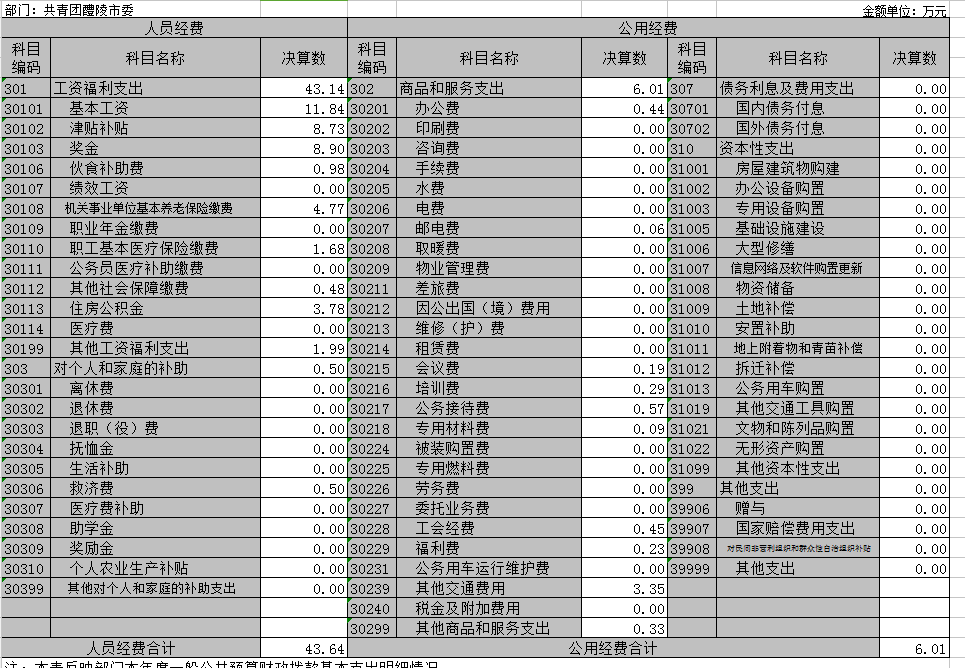 部门：共青团醴陵市委 金额单位：万元
人员经费 公用经费
科目编码 科目名称 决算数 科目编码 科目名称 决算数 科目编码 科目名称 决算数
301 工资福利支出 43.14 302 商品和服务支出 6.01 307 债务利息及费用支出 0.00
30101 基本工资 11.84 30201 办公费 0.44 30701 国内债务付息 0.00
30102 津贴补贴 8.73 30202 印刷费 0.00 30702 国外债务付息 0.00
30103 奖金 8.90 30203 咨询费 0.00 310 资本性支出 0.00
30106 伙食补助费 0.98 30204 手续费 0.00 31001 房屋建筑物购建 0.00
30107 绩效工资 0.00 30205 水费 0.00 31002 办公设备购置 0.00
30108 机关事业单位基本养老保险缴费 4.77 30206 电费 0.00 31003 专用设备购置 0.00
30109 职业年金缴费 0.00 30207 邮电费 0.06 31005 基础设施建设 0.00
30110 职工基本医疗保险缴费 1.68 30208 取暖费 0.00 31006 大型修缮 0.00
30111 公务员医疗补助缴费 0.00 30209 物业管理费 0.00 31007 信息网络及软件购置更新 0.00
30112 其他社会保障缴费 0.48 30211 差旅费 0.00 31008 物资储备 0.00
30113 住房公积金 3.78 30212 因公出国（境）费用 0.00 31009 土地补偿 0.00
30114 医疗费 0.00 30213 维修（护）费 0.00 31010 安置补助 0.00
30199 其他工资福利支出 1.99 30214 租赁费 0.00 31011 地上附着物和青苗补偿 0.00
303 对个人和家庭的补助 0.50 30215 会议费 0.19 31012 拆迁补偿 0.00
30301 离休费 0.00 30216 培训费 0.29 31013 公务用车购置 0.00
30302 退休费 0.00 30217 公务接待费 0.57 31019 其他交通工具购置 0.00
30303 退职（役）费 0.00 30218 专用材料费 0.09 31021 文物和陈列品购置 0.00
30304 抚恤金 0.00 30224 被装购置费 0.00 31022 无形资产购置 0.00
30305 生活补助 0.00 30225 专用燃料费 0.00 31099 其他资本性支出 0.00
30306 救济费 0.50 30226 劳务费 0.00 399 其他支出 0.00
30307 医疗费补助 0.00 30227 委托业务费 0.00 39906 赠与 0.00
30308 助学金 0.00 30228 工会经费 0.45 39907 国家赔偿费用支出 0.00
30309 奖励金 0.00 30229 福利费 0.23 39908 对民间非营利组织和群众性自治组织补贴 0.00
30310 个人农业生产补贴 0.00 30231 公务用车运行维护费 0.00 39999 其他支出 0.00
30399 其他对个人和家庭的补助支出 0.00 30239 其他交通费用 3.35
30240 税金及附加费用 0.00
30299 其他商品和服务支出 0.33
人员经费合计 43.64 公用经费合计 6.01
注：本表反映部门本年度一般公共预算财政拨款基本支出明细情况